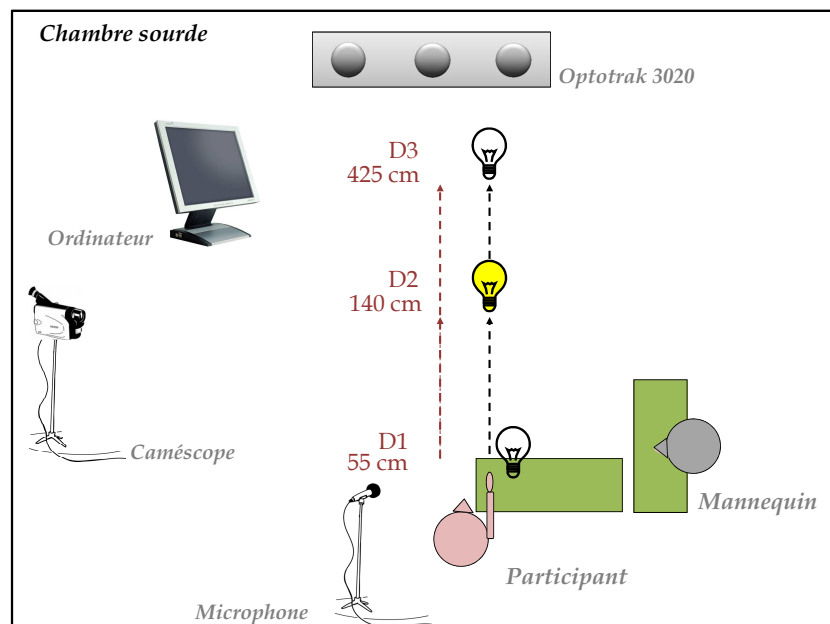 Chambre sourde
Optotrak 3020
D3
425 cm
Ordinateur
D2
140 cm
D1
55 cm
Caméscope
Mannequin
Participant
Microphone